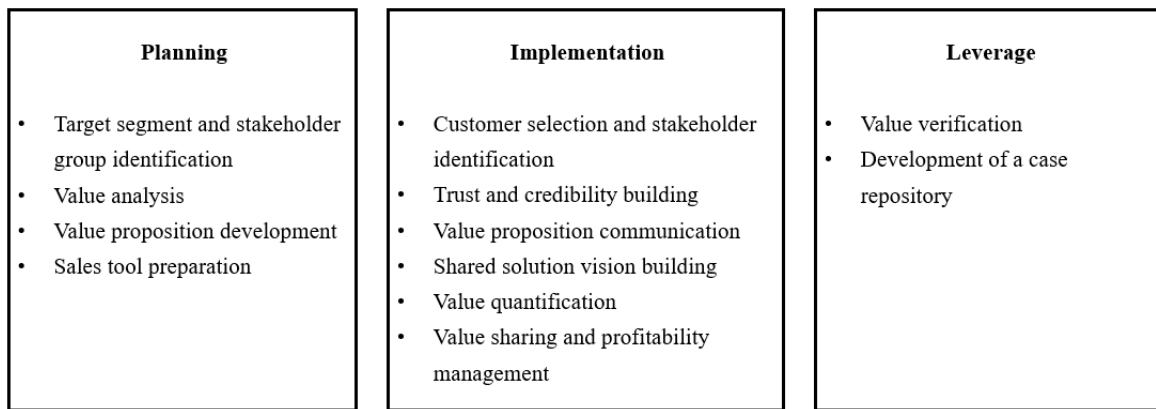 Planning
• Target segment and stakeholder
group identification
• Value analysis
• Value proposition development
• Sales tool preparation
Implementation
• Customer selection and stakeholder
identification
• Trust and credibility building
• Value proposition communication
• Shared solution vision building
• Value quantification
• Value sharing and profitability
management
Leverage
• Value verification
• Development of a case
repository